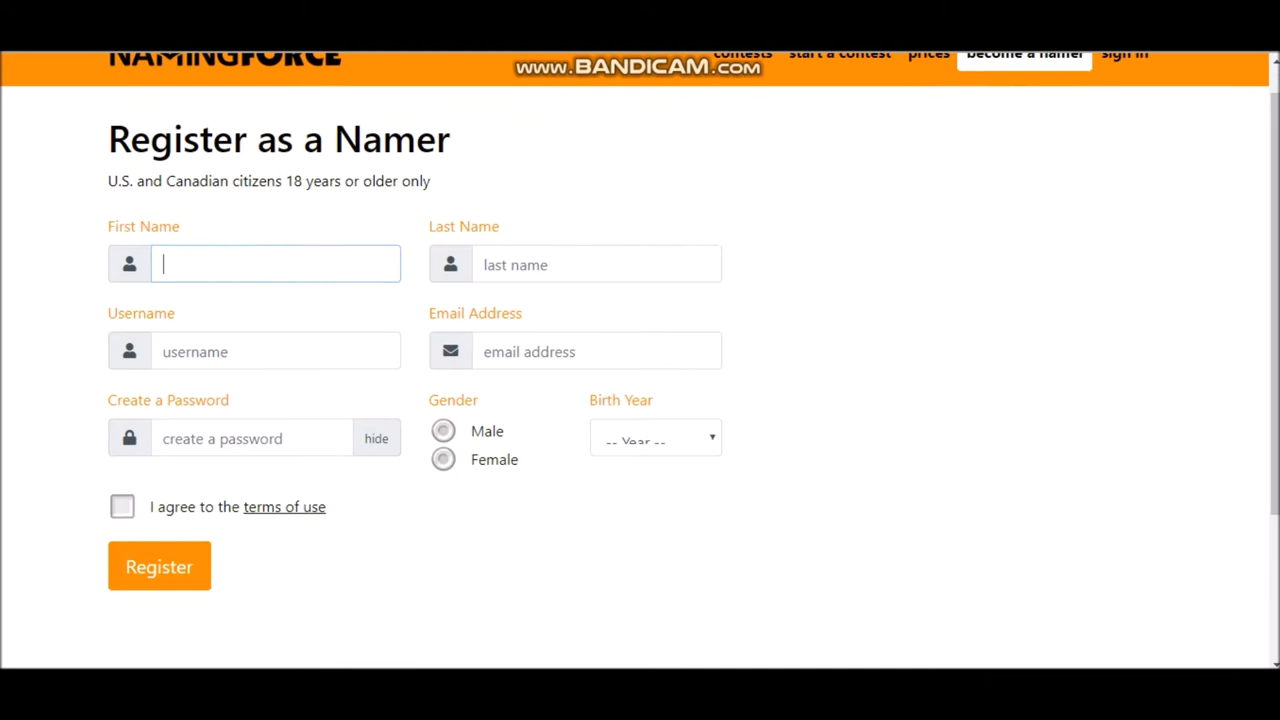 NAMINGFORCE
contests start a contest prices become a namer sign in
www.BANDICAM.com
Register as a Namer
U.S. and Canadian citizens 18 years or older only
First Name Last Name
last name
Username Email Address
username email address
Create a Password Gender Birth Year
create a password hide Male -- Year --
Female
I agree to the terms of use
Register